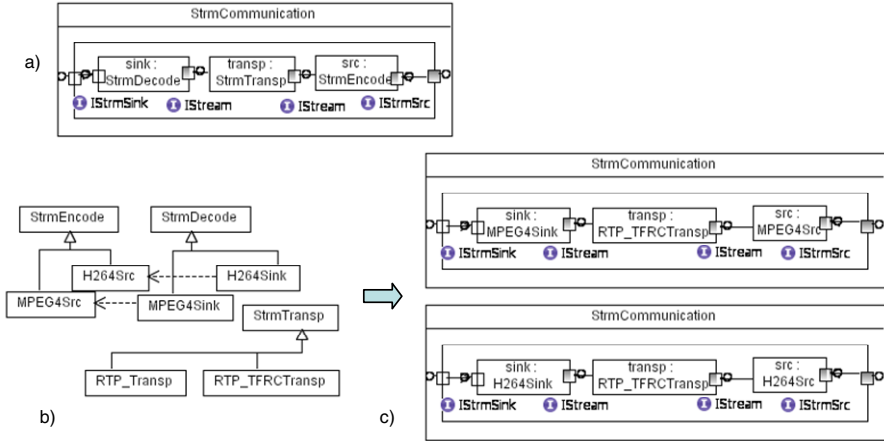 StrmCommunication
a)
sink : transp : src :
StrmDecode StrmTransp StrmEncode
IStrmSink IStream IStream IStrmSrc
StrmEncode StrmDecode
H264Src H264Sink
MPEG4Src MPEG4Sink
StrmTransp
RTP_Transp RTP_TFRCTransp
b)
StrmCommunication
sink : transp : src :
MPEG4Sink RTP_TFRCTransp MPEG4Src
IStrmSink IStream IStream IStrmSrc
StrmCommunication
sink : transp : src :
H264Sink RTP_TFRCTransp H264Src
IStrmSink IStream IStream IStrmSrc
c)